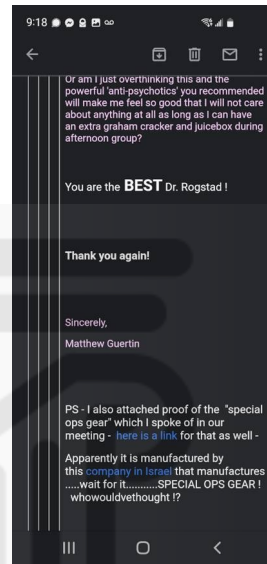 9:18
Or am I just overthinking this and the
powerful 'anti-psychotics' you recommended
will make me feel so good that I will not care
about anything at all as long as I can have
an extra graham cracker and juicebox during
afternoon group?
You are the BEST Dr. Rogstad !
Thank you again!
Sincerely,
Matthew Guertin
PS - I also attached proof of the "special
ops gear" which I spoke of in our
meeting - here is a link for that as well -
Apparently it is manufactured by
this company in Israel that manufactures
.....wait for it...........SPECIAL OPS GEAR !
whowouldvethought !?